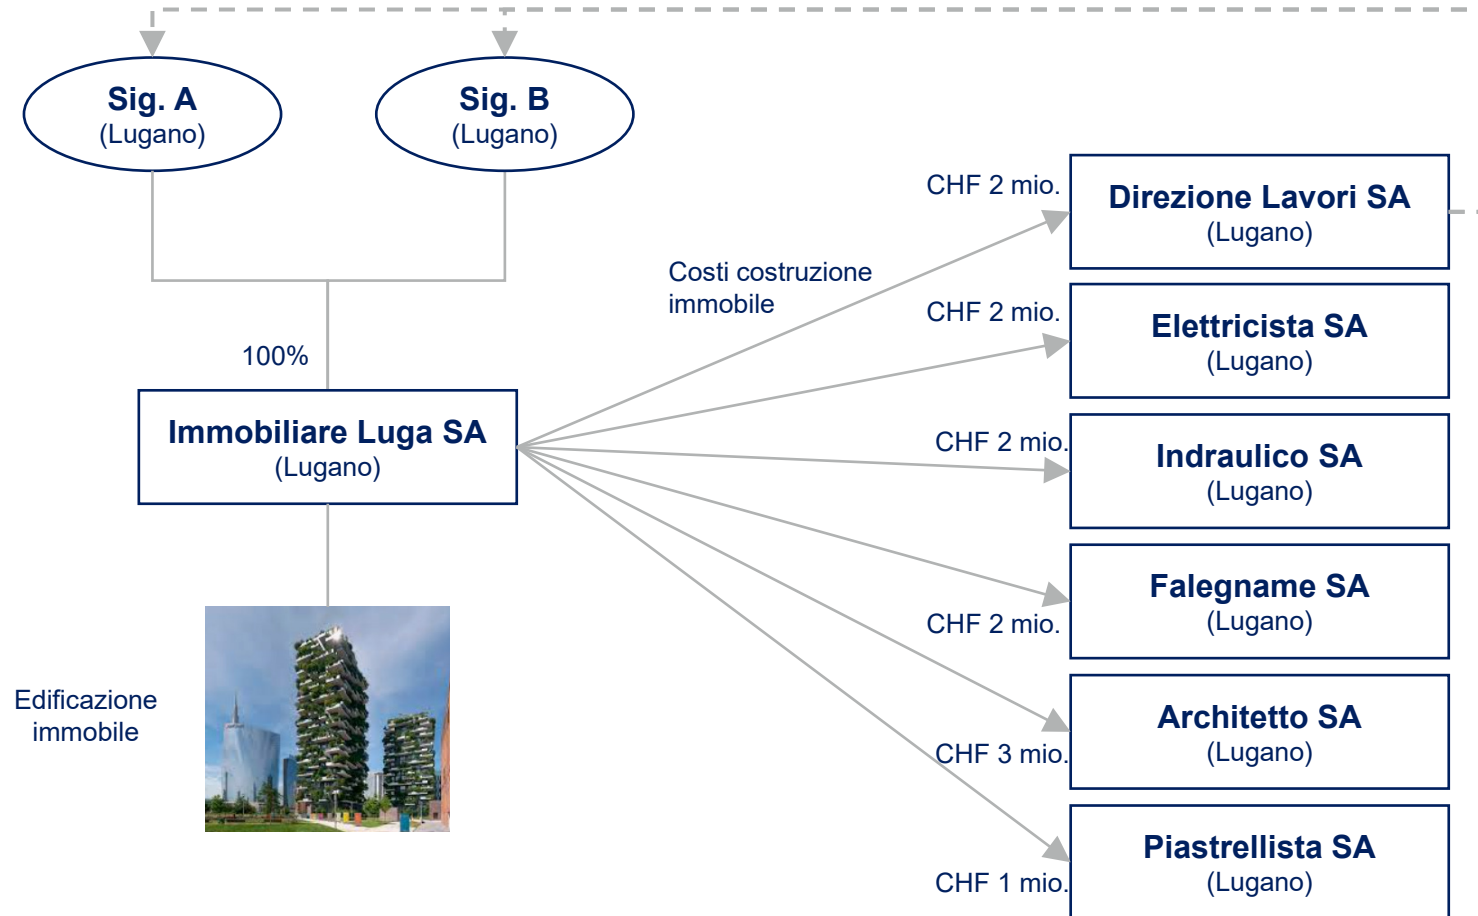 Sig. A
(Lugano)
Sig. B
(Lugano)
CHF 2 mio.
Direzione Lavori SA
(Lugano)
Costi costruzione
immobile
CHF 2 mio.
Elettricista SA
(Lugano)
100%
Immobiliare Luga SA
(Lugano)
CHF 2 mio.
Indraulico SA
(Lugano)
CHF 2 mio.
Falegname SA
(Lugano)
Edificazione
immobile
CHF 3 mio.
Architetto SA
(Lugano)
CHF 1 mio.
Piastrellista SA
(Lugano)